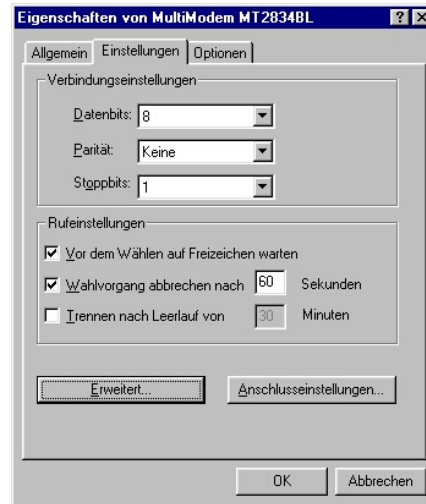 Eigenschaften von MultiModem MT2834BL
Allgemein Einstellungen Optionen
Verbindungseinstellungen
Datenbits: 8
Parität: Keine
Stoppbits: 1
Rufeinstellungen
Vor dem Wählen auf Freizeichen warten
Wahlvorgang abbrechen nach 60 Sekunden
Trennen nach Leerlauf von 30 Minuten
Erweitert... Anschlusseinstellungen...
OK Abbrechen